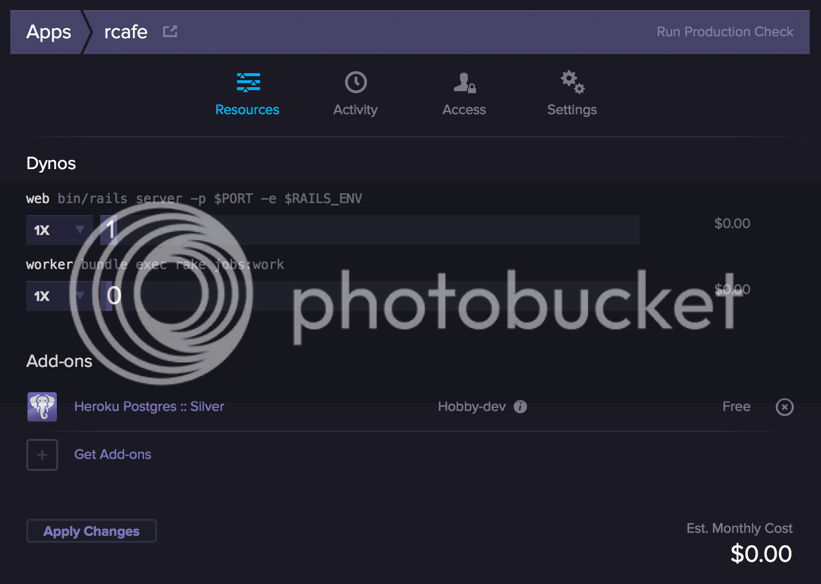 Apps rcafe Run Production Check
Resources Activity Access Settings
Dynos
web bin/rails server -p $PORT -e $RAILS_ENV
1X 1 $0.00
worker bundle exec rake jobs:work
1X 0 $0.00
photobucket
Add-ons
Heroku Postgres :: Silver Hobby-dev i Free
Get Add-ons
Apply Changes
Est. Monthly Cost
$0.00